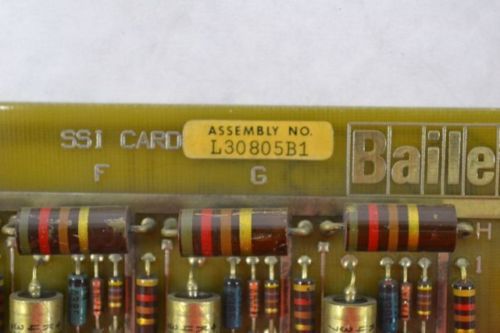 ASSEMBLY NO.
SSI CARD L30805B1 Baile
F G
H
1